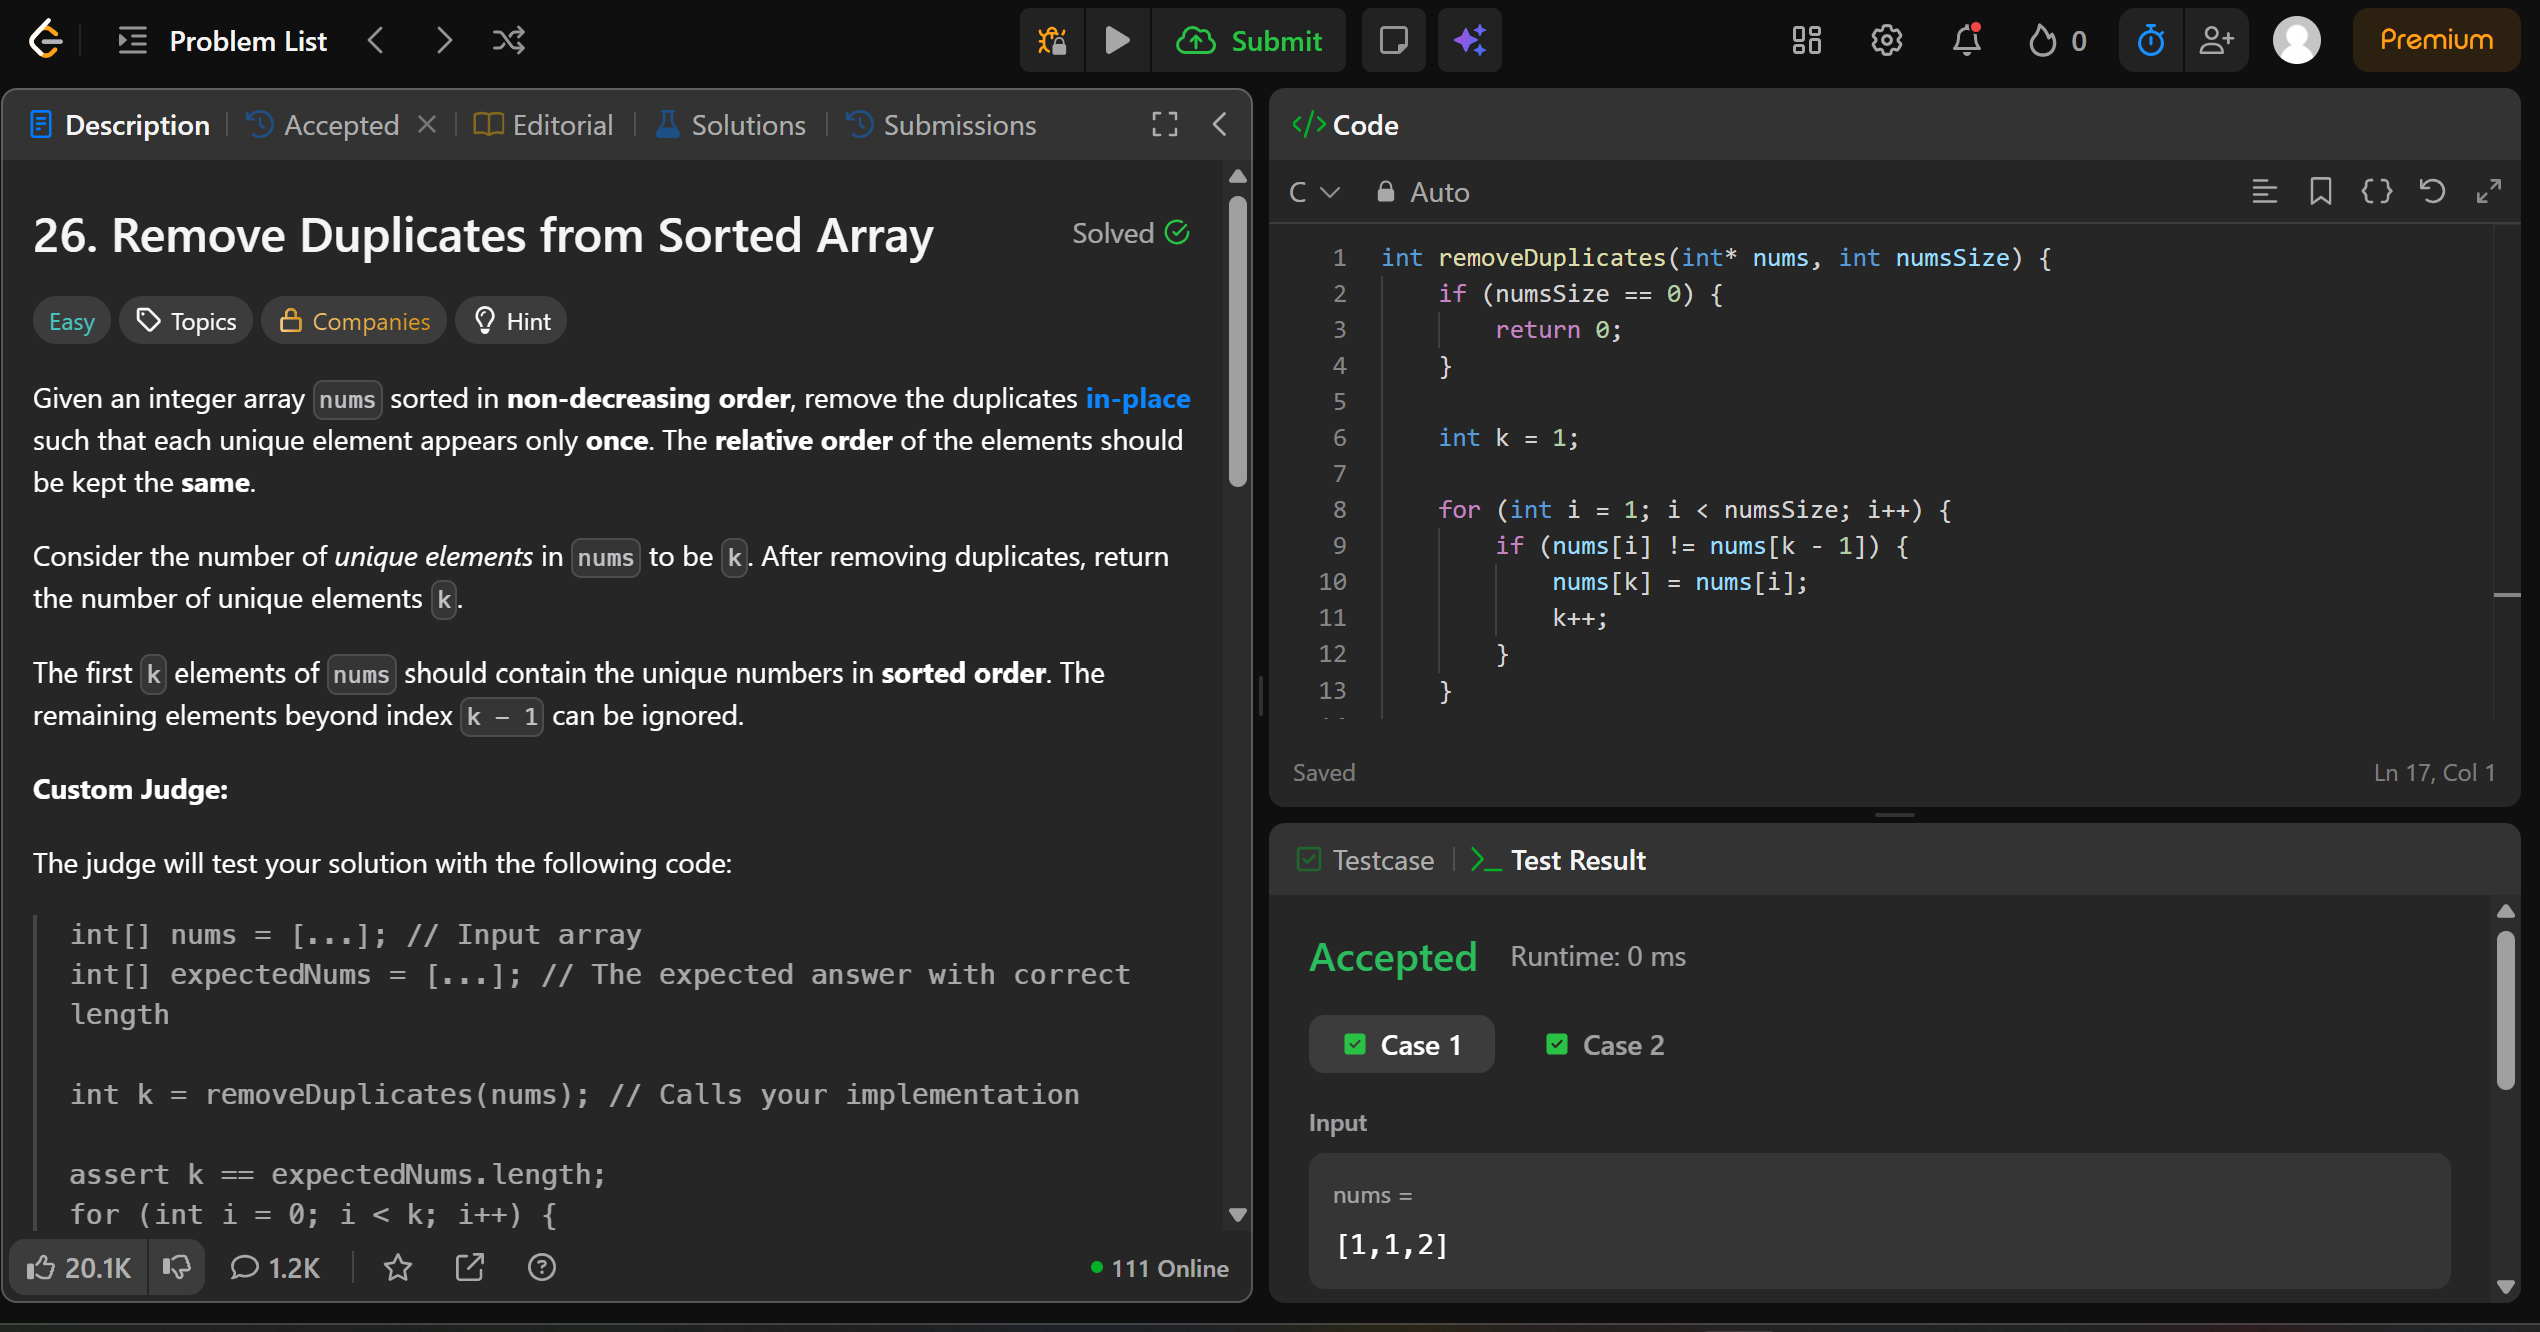 Problem List
Submit
0
Premium
Description
Accepted
Editorial
Solutions
Submissions
26. Remove Duplicates from Sorted Array
Solved
Easy
Topics
Companies
Hint
Given an integer array nums sorted in non-decreasing order, remove the duplicates in-place
such that each unique element appears only once. The relative order of the elements should
be kept the same.
Consider the number of unique elements in nums to be k. After removing duplicates, return
the number of unique elements k.
The first k elements of nums should contain the unique numbers in sorted order. The
remaining elements beyond index k - 1 can be ignored.
Custom Judge:
The judge will test your solution with the following code:
int[] nums = [...]; // Input array
int[] expectedNums = [...]; // The expected answer with correct
length
int k = removeDuplicates(nums); // Calls your implementation
assert k == expectedNums.length;
for (int i = 0; i < k; i++) {
20.1K
1.2K
111 Online
</> Code
C
Auto
1 int removeDuplicates(int* nums, int numsSize) {
2 if (numsSize == 0) {
3 return 0;
4 }
5
6 int k = 1;
7
8 for (int i = 1; i < numsSize; i++) {
9 if (nums[i] != nums[k - 1]) {
10 nums[k] = nums[i];
11 k++;
12 }
13 }
Saved
Ln 17, Col 1
Testcase
Test Result
Accepted
Runtime: 0 ms
Case 1
Case 2
Input
nums =
[1,1,2]